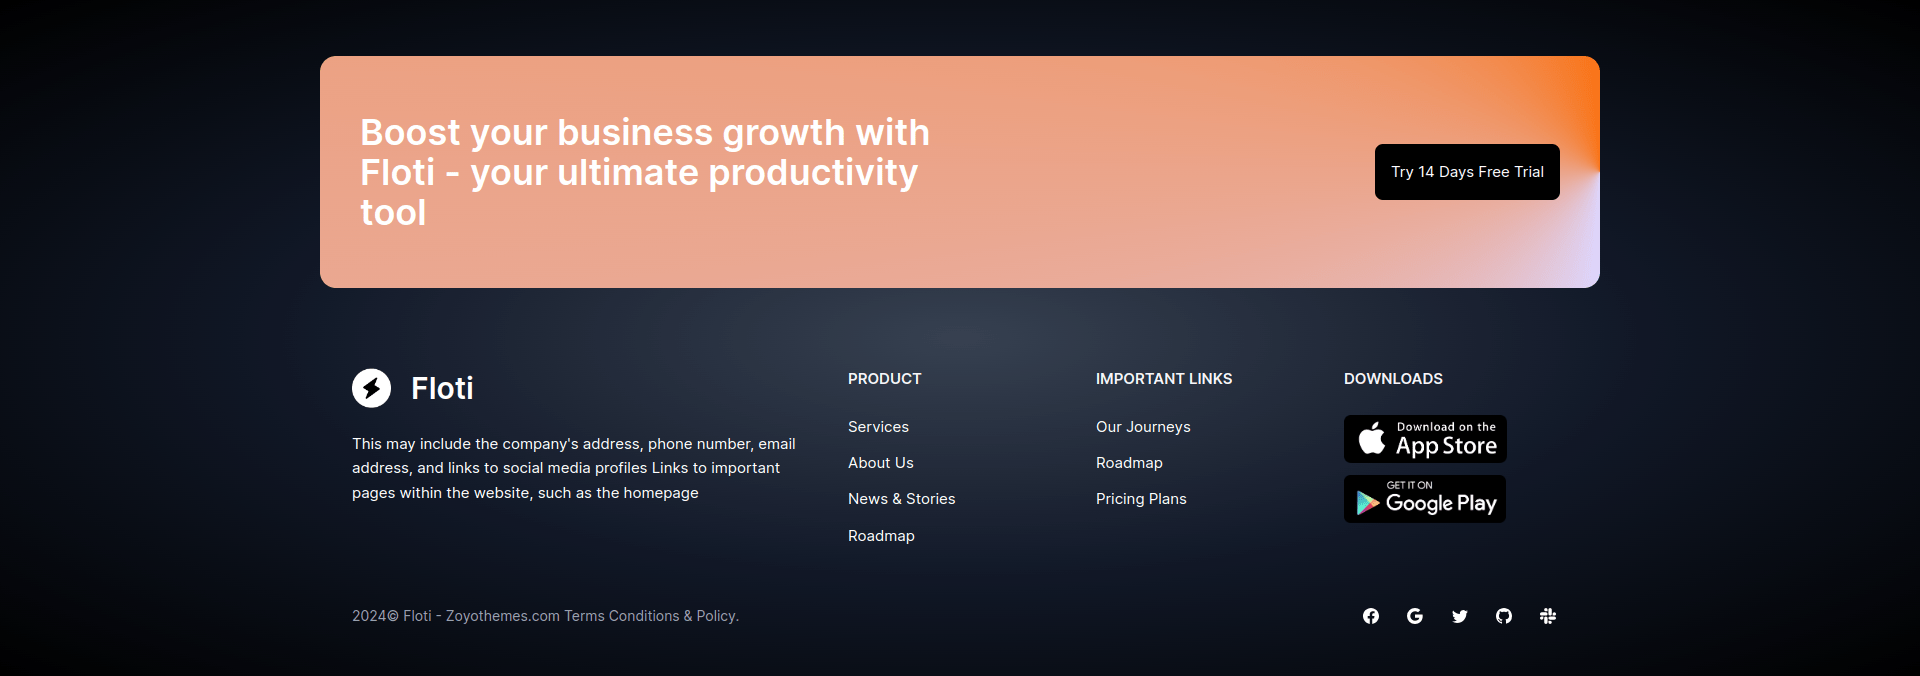 Boost your business growth with
Floti - your ultimate productivity
tool
Try 14 Days Free Trial
Floti
This may include the company's address, phone number, email
address, and links to social media profiles Links to important
pages within the website, such as the homepage
PRODUCT
Services
About Us
News & Stories
Roadmap
IMPORTANT LINKS
Our Journeys
Roadmap
Pricing Plans
DOWNLOADS
Download on the
App Store
GET IT ON
Google Play
2024© Floti - Zoyothemes.com Terms Conditions & Policy.